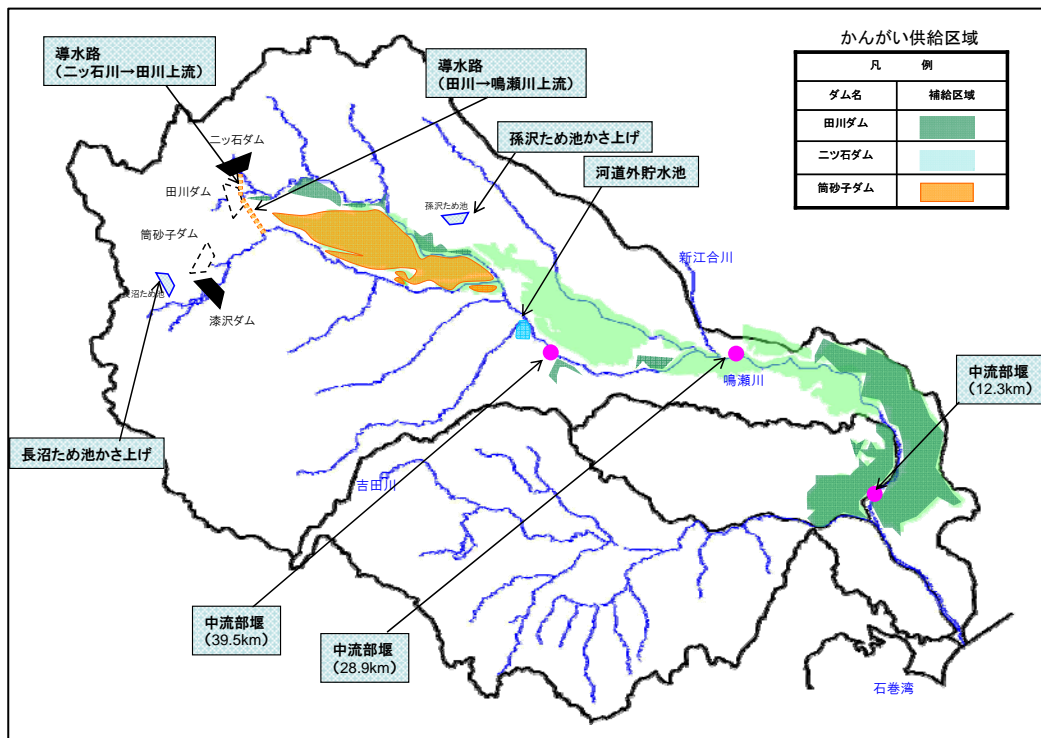 かんがい供給区域
凡 例
ダム名 補給区域
田川ダム
二ツ石ダム
筒砂子ダム
導水路
(二ッ石川→田川上流)
導水路
(田川→鳴瀬川上流)
孫沢ため池かさ上げ
河道外貯水池
二ッ石ダム
田川ダム
孫沢ため池
筒砂子ダム
新江合川
長沼ため池
漆沢ダム
鳴瀬川
中流部堰
(12.3km)
長沼ため池かさ上げ
吉田川
中流部堰
(39.5km)
中流部堰
(28.9km)
石巻湾